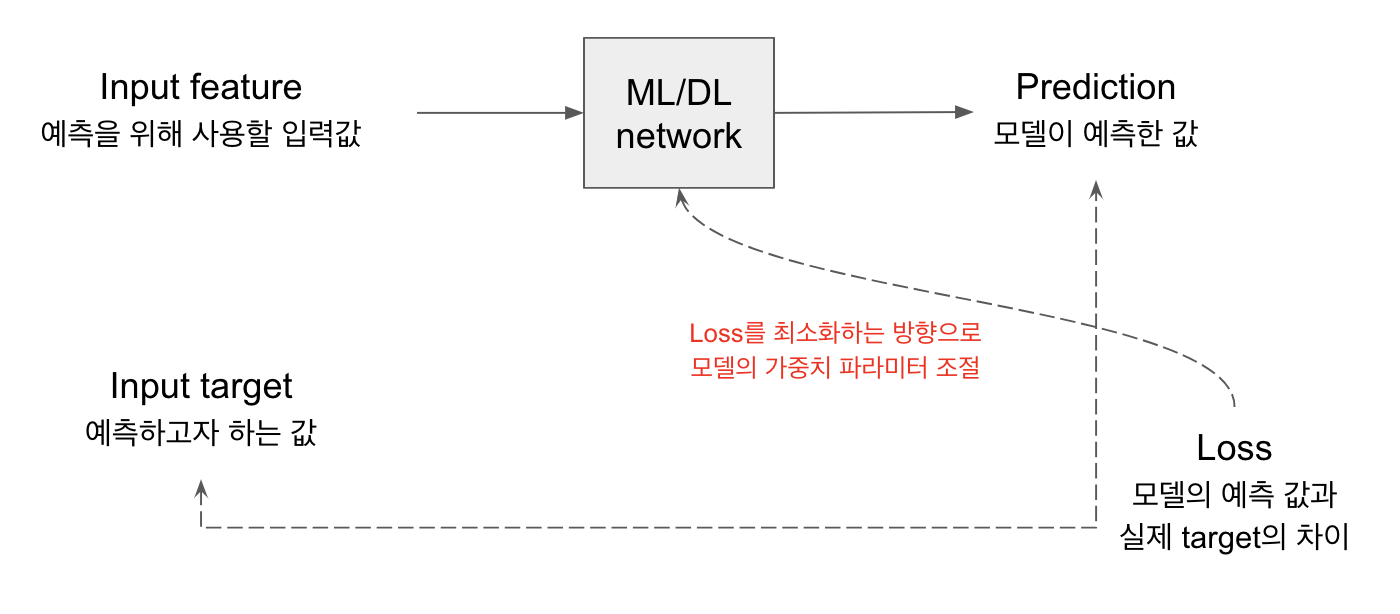 Input feature
예측을 위해 사용할 입력값
ML/DL
network
Prediction
모델이 예측한 값
Loss를 최소화하는 방향으로
모델의 가중치 파라미터 조절
Input target
예측하고자 하는 값
Loss
모델의 예측 값과
실제 target의 차이